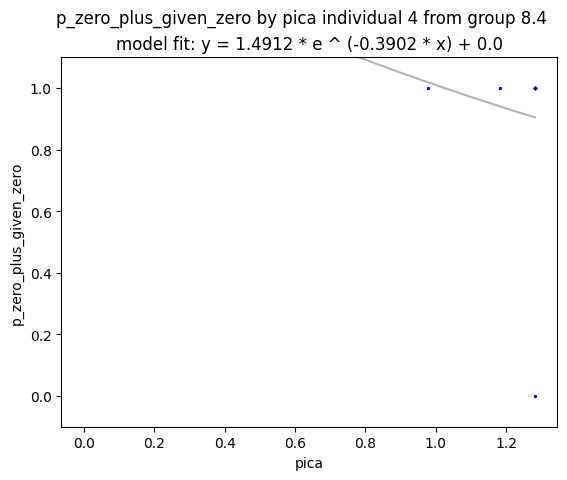 p_zero_plus_given_zero by pica individual 4 from group 8.4
model fit: y = 1.4912 * e ^ (-0.3902 * x) + 0.0
1.0
0.8
0.6
0.4
0.2
0.0
p_zero_plus_given_zero
0.0 0.2 0.4 0.6 0.8 1.0 1.2
pica